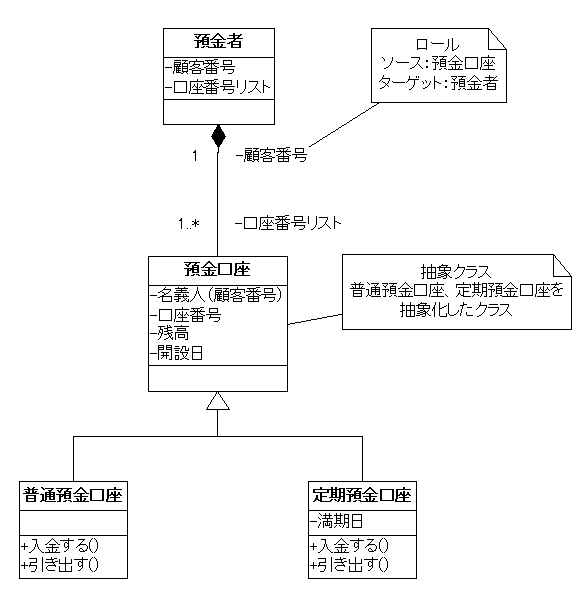 預金者
-顧客番号
-口座番号リスト
ロール
ソース：預金口座
ターゲット：預金者
1
-顧客番号
1..*
-口座番号リスト
預金口座
-名義人（顧客番号）
-口座番号
-残高
-開設日
抽象クラス
普通預金口座、定期預金口座を
抽象化したクラス
普通預金口座
+入金する()
+引き出す()
定期預金口座
-満期日
+入金する()
+引き出す()